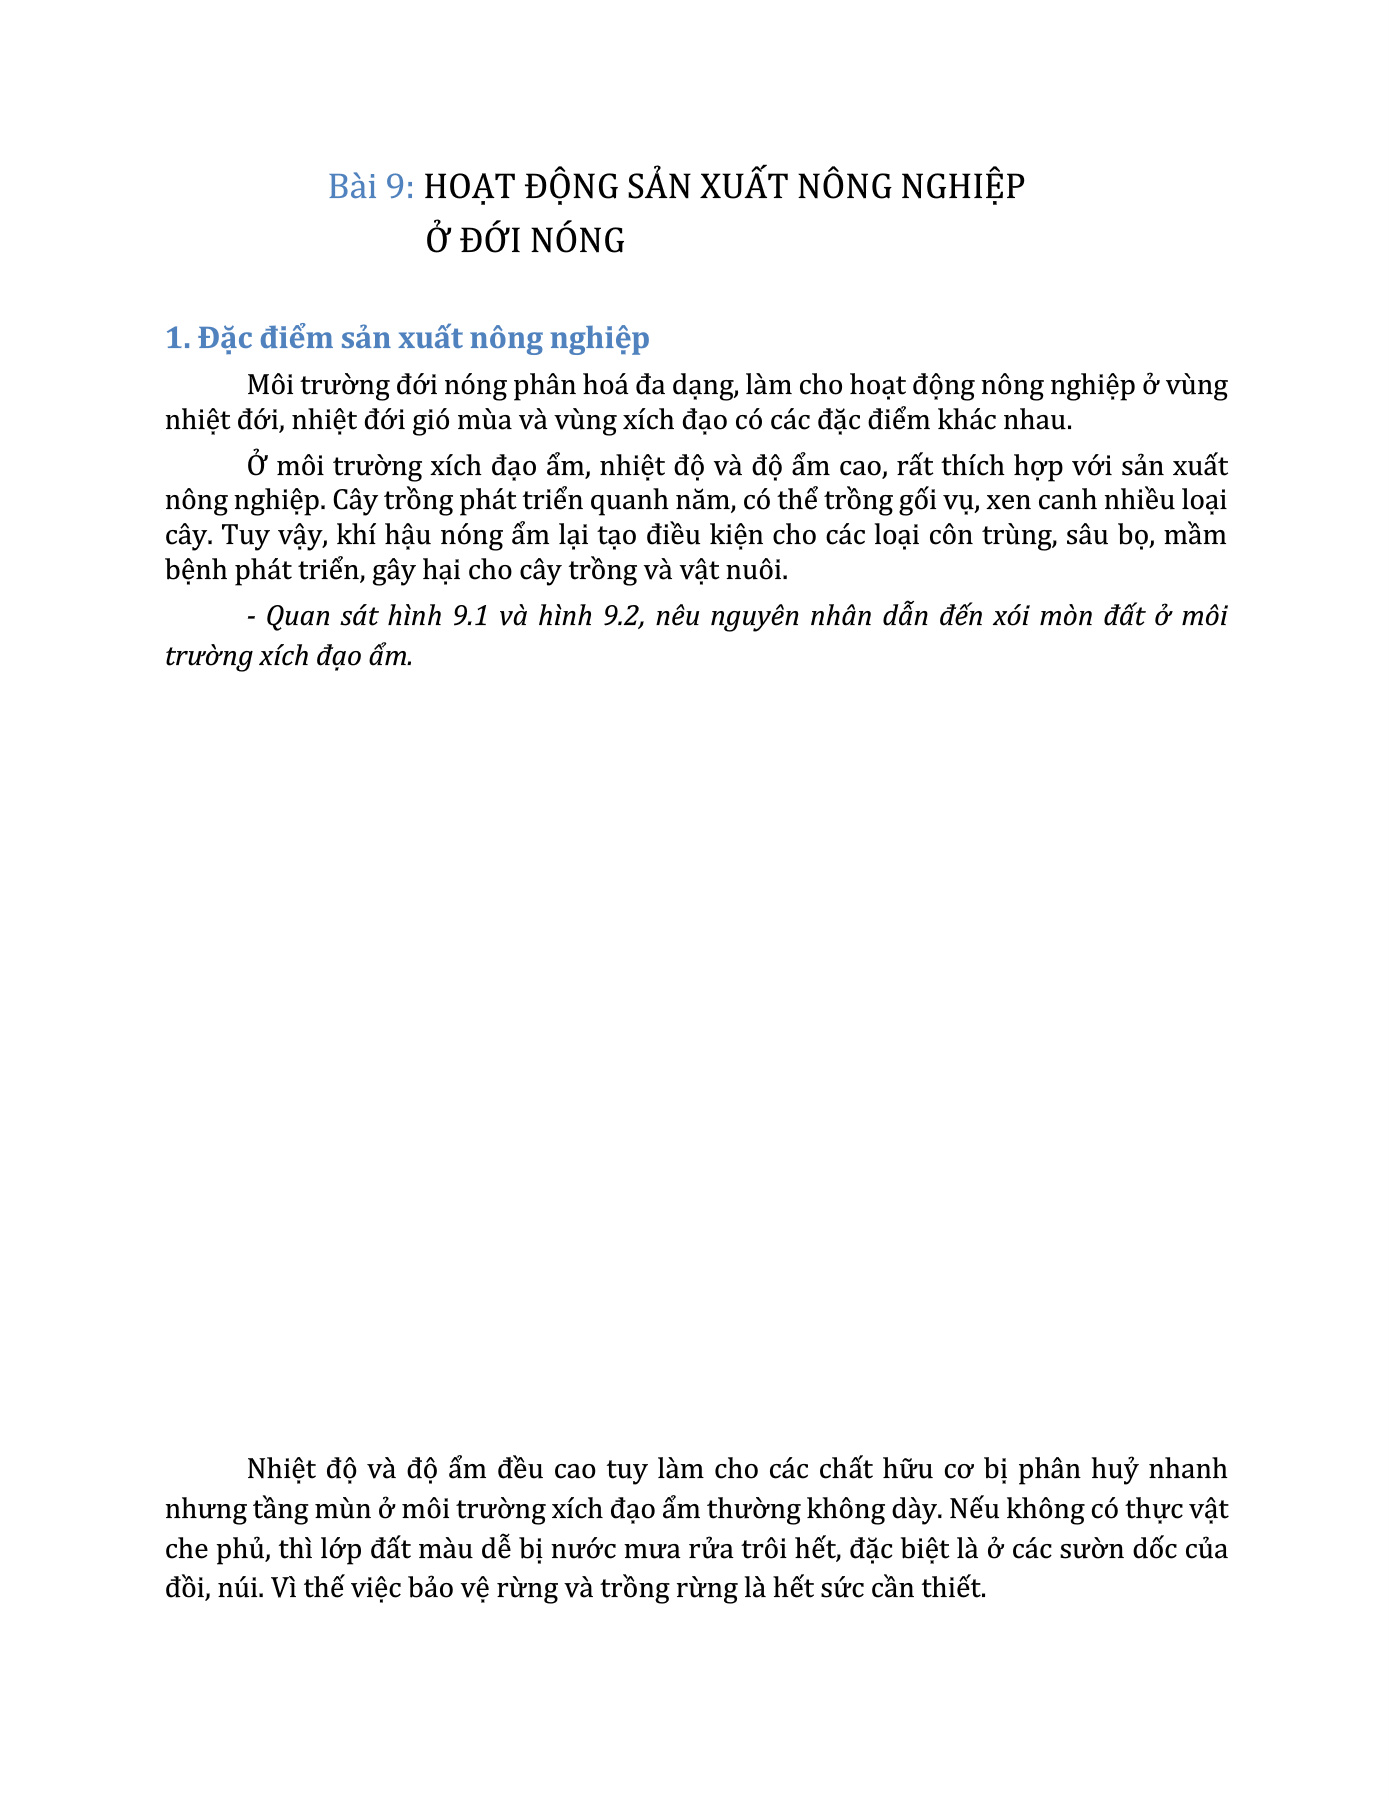 Bài 9: HOẠT ĐỘNG SẢN XUẤT NÔNG NGHIỆP
Ở ĐỚI NÓNG
1. Đặc điểm sản xuất nông nghiệp
Môi trường đới nóng phân hoá đa dạng, làm cho hoạt động nông nghiệp ở vùng
nhiệt đới, nhiệt đới gió mùa và vùng xích đạo có các đặc điểm khác nhau.
Ở môi trường xích đạo ẩm, nhiệt độ và độ ẩm cao, rất thích hợp với sản xuất
nông nghiệp. Cây trồng phát triển quanh năm, có thể trồng gối vụ, xen canh nhiều loại
cây. Tuy vậy, khí hậu nóng ẩm lại tạo điều kiện cho các loại côn trùng, sâu bọ, mầm
bệnh phát triển, gây hại cho cây trồng và vật nuôi.
- Quan sát hình 9.1 và hình 9.2, nêu nguyên nhân dẫn đến xói mòn đất ở môi
trường xích đạo ẩm.
Nhiệt độ và độ ẩm đều cao tuy làm cho các chất hữu cơ bị phân huỷ nhanh
nhưng tầng mùn ở môi trường xích đạo ẩm thường không dày. Nếu không có thực vật
che phủ, thì lớp đất màu dễ bị nước mưa rửa trôi hết, đặc biệt là ở các sườn dốc của
đồi, núi. Vì thế việc bảo vệ rừng và trồng rừng là hết sức cần thiết.